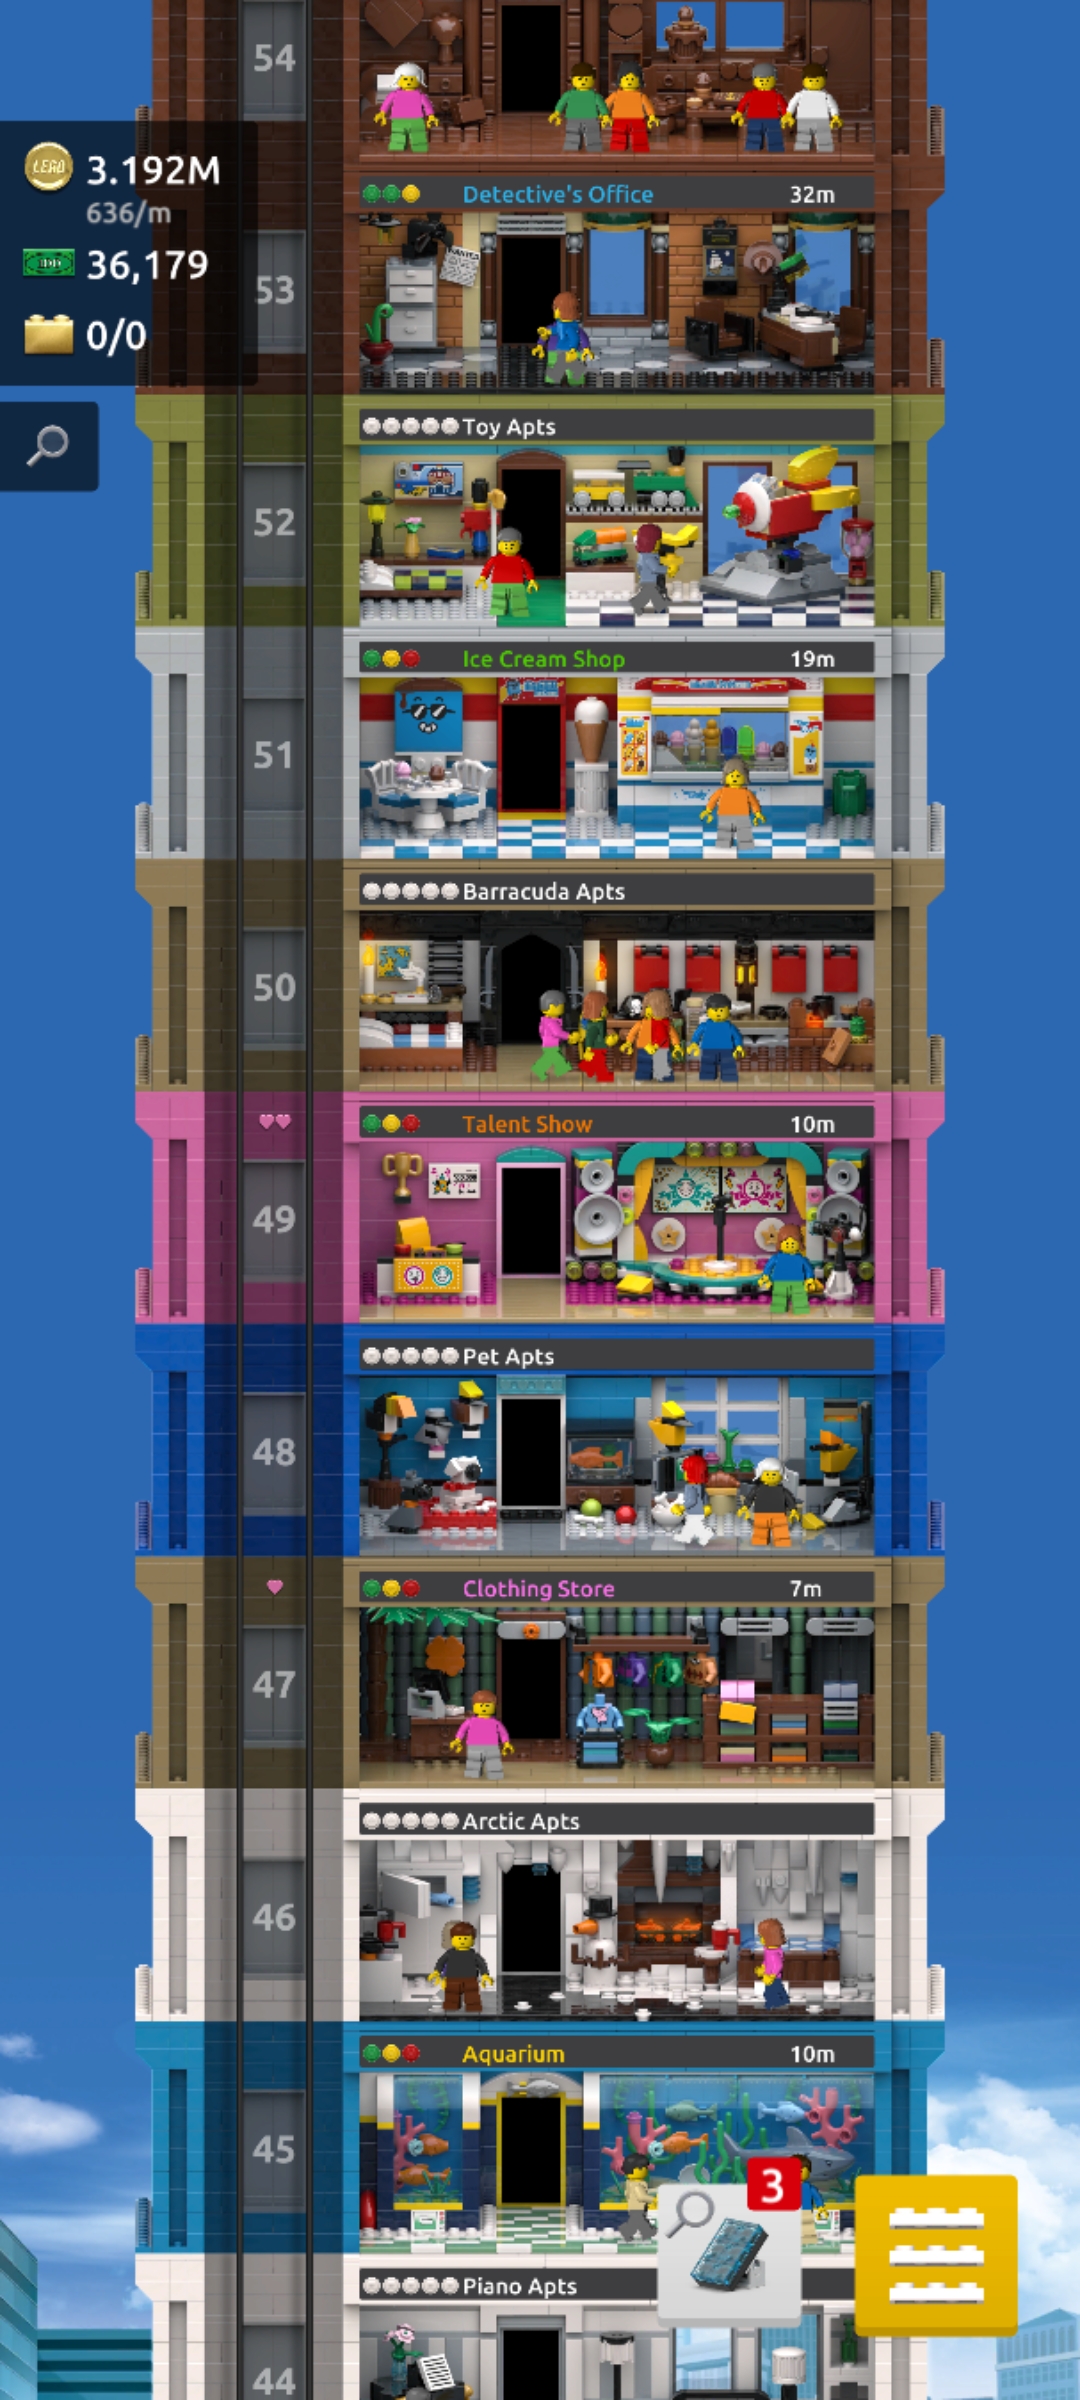 54
LEGO
3.192M
636/m
36,179
0/0
Detective's Office 32m
WANTED
53
Toy Apts
52
Ice Cream Shop 19m
51
Barracuda Apts
50
Talent Show 10m
49
Pet Apts
48
Clothing Store 7m
47
Arctic Apts
46
Aquarium 10m
45
3
Piano Apts
44